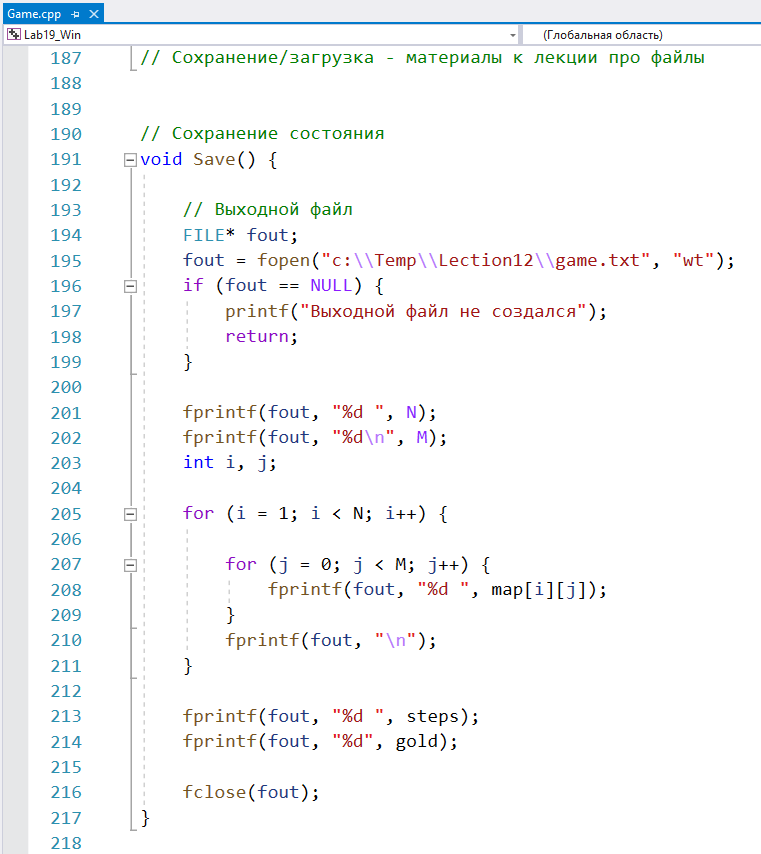 Game.cpp
Lab19_Win (Глобальная область)
187 // Сохранение/загрузка - материалы к лекции про файлы
188
189
190 // Сохранение состояния
191 void Save() {
192
193 // Выходной файл
194 FILE* fout;
195 fout = fopen("c:\\Temp\\Lection12\\game.txt", "wt");
196 if (fout == NULL) {
197 printf("Выходной файл не создался");
198 return;
199 }
200
201 fprintf(fout, "%d ", N);
202 fprintf(fout, "%d\n", M);
203 int i, j;
204
205 for (i = 1; i < N; i++) {
206
207 for (j = 0; j < M; j++) {
208 fprintf(fout, "%d ", map[i][j]);
209 }
210 fprintf(fout, "\n");
211 }
212
213 fprintf(fout, "%d ", steps);
214 fprintf(fout, "%d", gold);
215
216 fclose(fout);
217 }
218